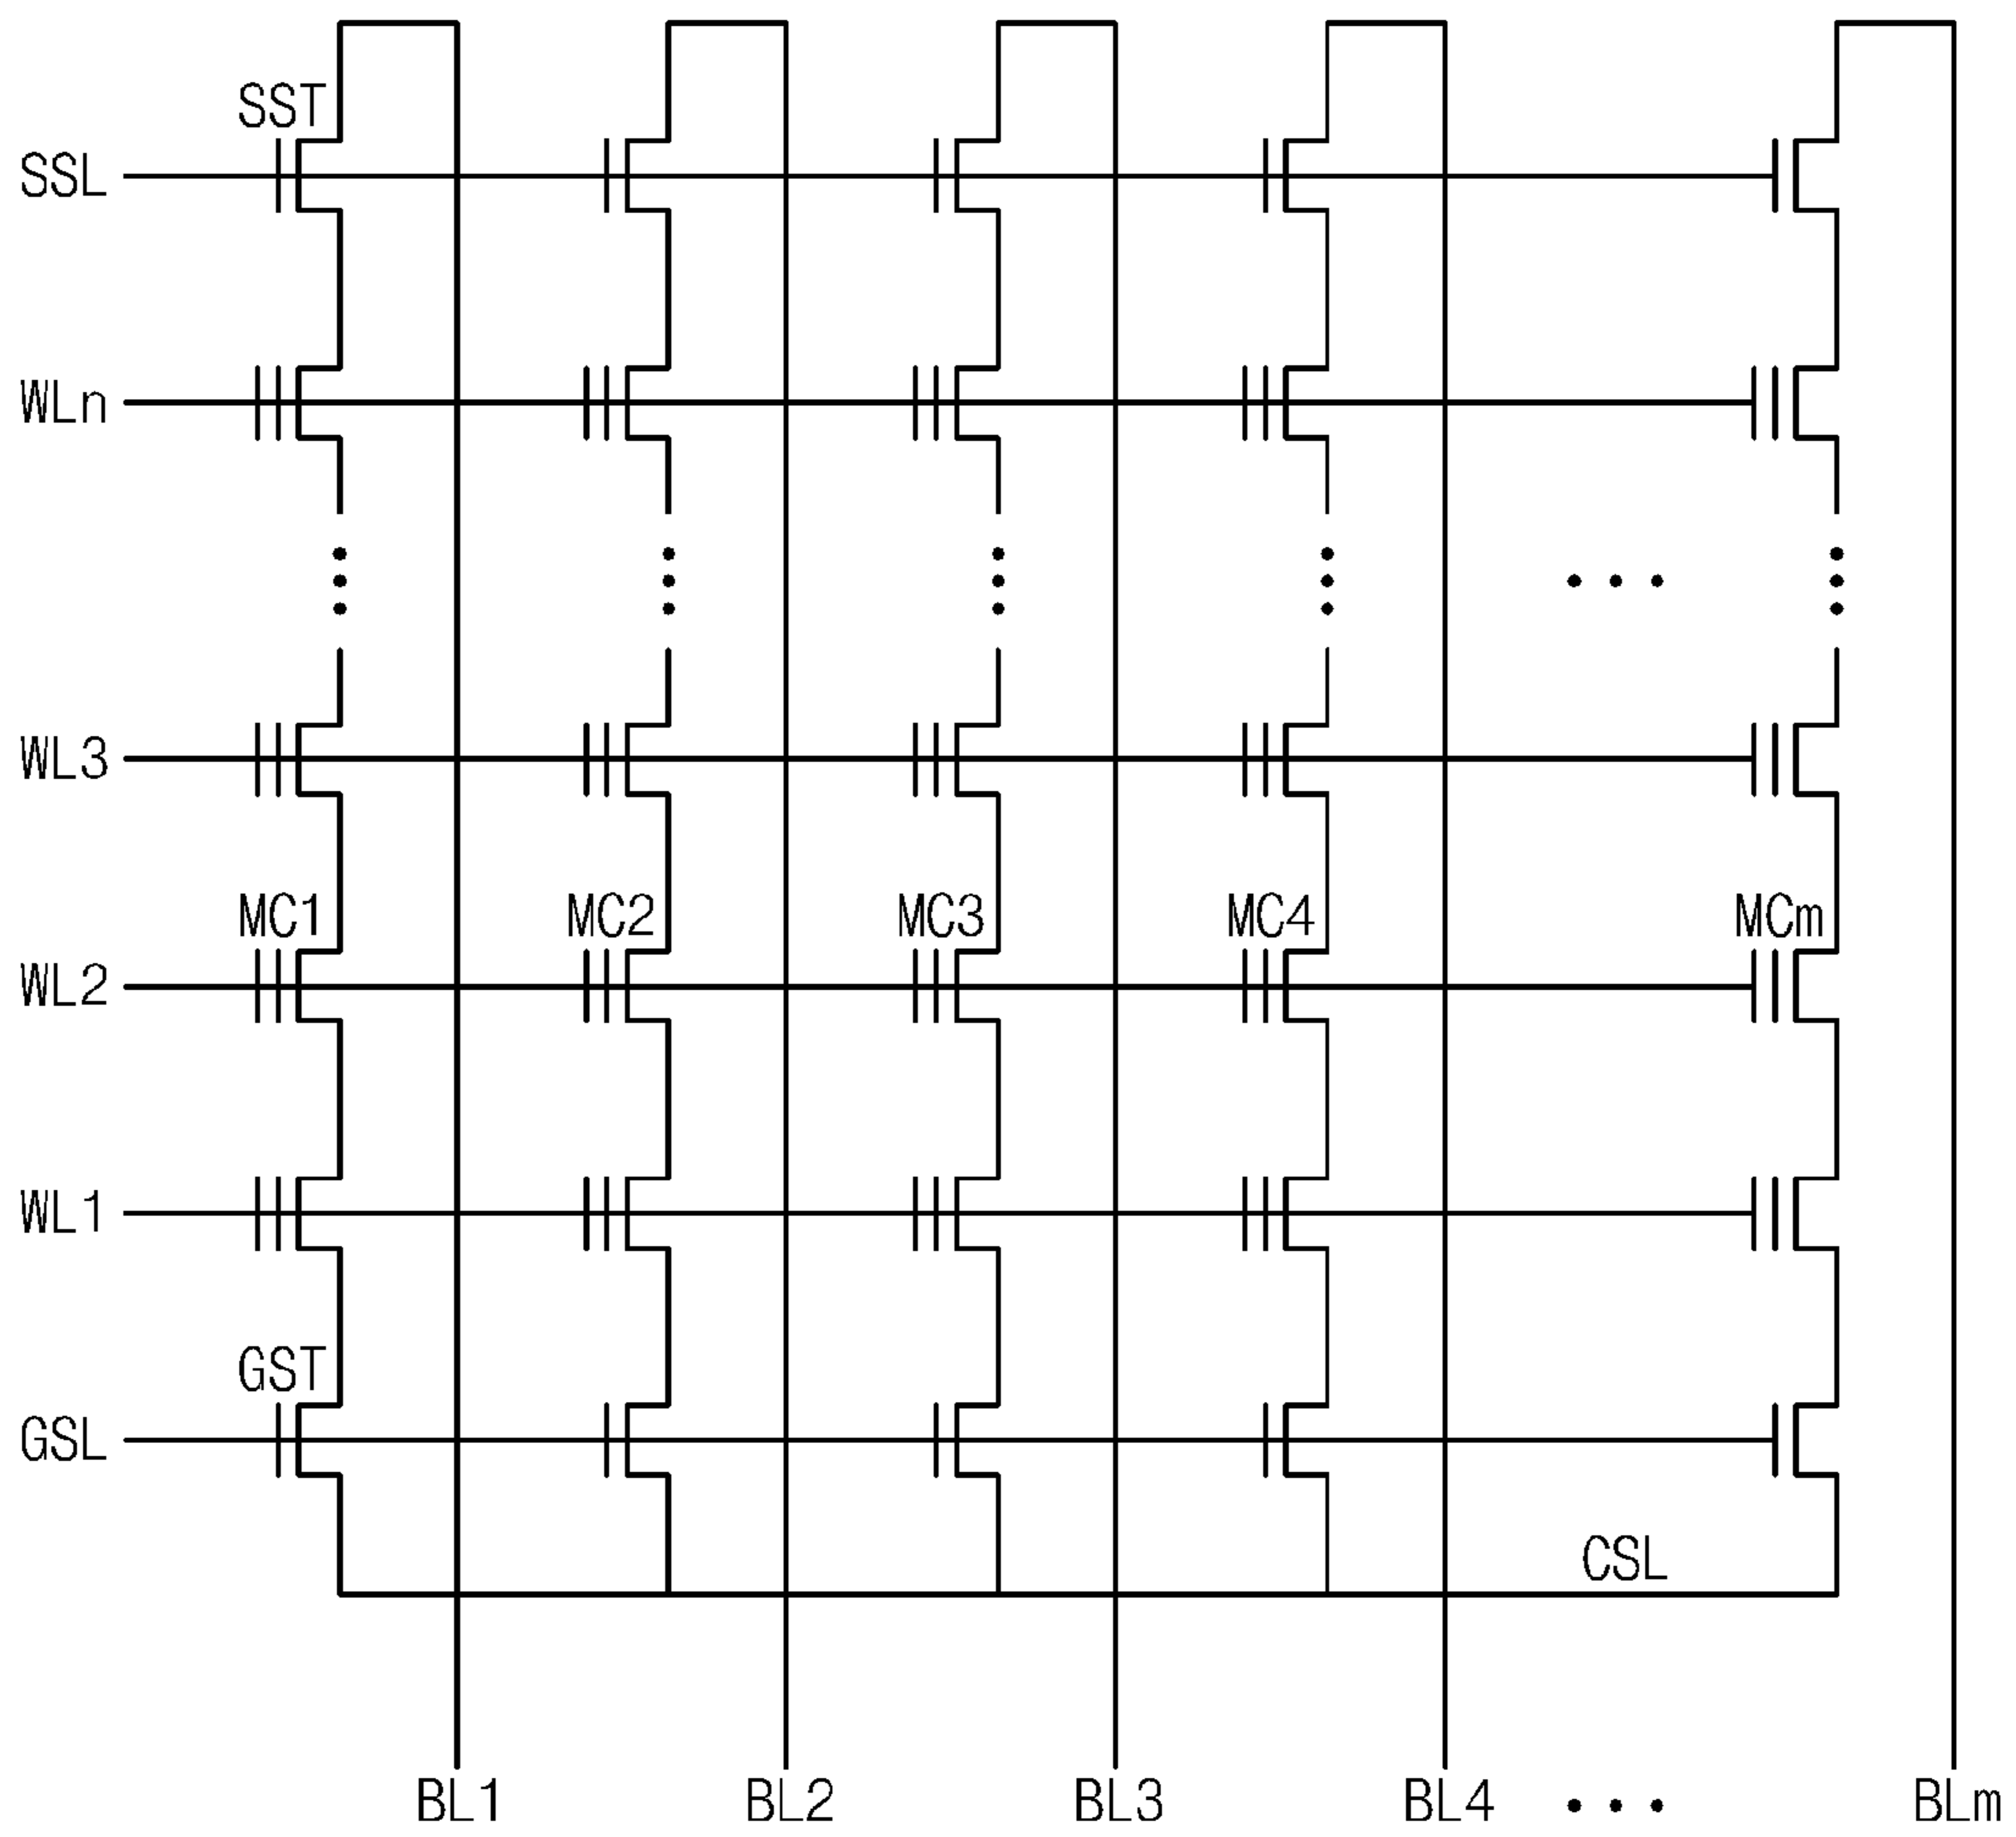 SST
SSL
WLn
WL3
MC1 MC2 MC3 MC4 MCm
WL2
WL1
GST
GSL
CSL
BL1 BL2 BL3 BL4 ••• BLm